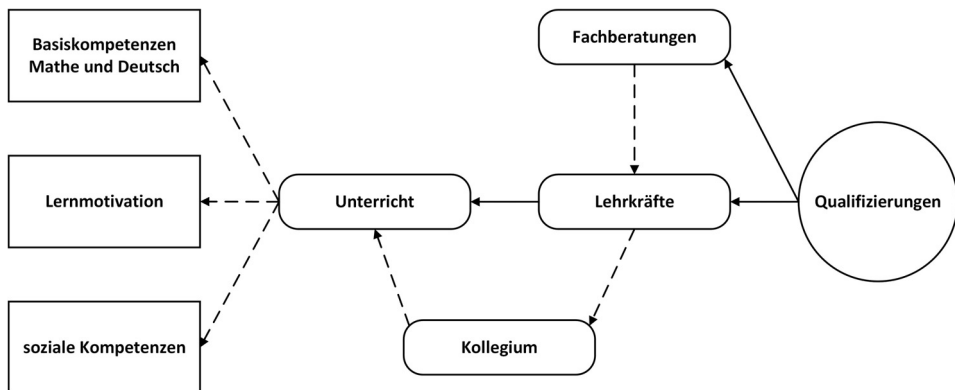 Basiskompetenzen
Mathe und Deutsch
Fachberatungen
Lernmotivation
Unterricht
Lehrkräfte
Qualifizierungen
soziale Kompetenzen
Kollegium